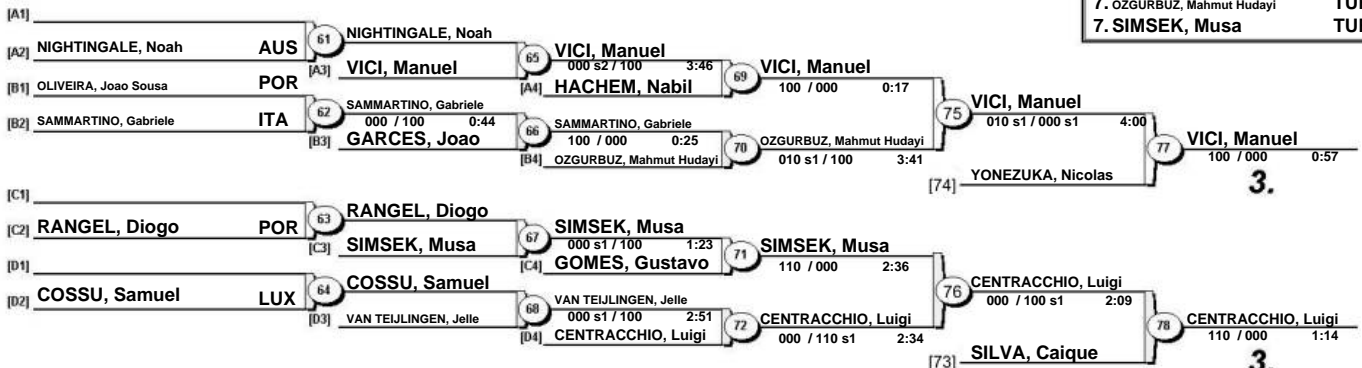 7. OZGURBUZ, Mahmut Hudayi TU
7. SIMSEK, Musa TU
[A1]
[A2] NIGHTINGALE, Noah AUS
61
NIGHTINGALE, Noah
[A3] VICI, Manuel
65
VICI, Manuel
000 s2 / 100 3:46
[A4] HACHEM, Nabil
69
VICI, Manuel
100 / 000 0:17
[B1] OLIVEIRA, Joao Sousa POR
[B2] SAMMARTINO, Gabriele ITA
62
SAMMARTINO, Gabriele
000 / 100 0:44
[B3] GARCES, Joao
66
SAMMARTINO, Gabriele
100 / 000 0:25
[B4] OZGURBUZ, Mahmut Hudayi
70
OZGURBUZ, Mahmut Hudayi
010 s1 / 100 3:41
75
VICI, Manuel
010 s1 / 000 s1 4:00
[74] YONEZUKA, Nicolas
77
VICI, Manuel
100 / 000 0:57
3.
[C1]
[C2] RANGEL, Diogo POR
63
RANGEL, Diogo
[C3] SIMSEK, Musa
67
SIMSEK, Musa
000 s1 / 100 1:23
[C4] GOMES, Gustavo
71
SIMSEK, Musa
110 / 000 2:36
[D1]
[D2] COSSU, Samuel LUX
64
COSSU, Samuel
[D3] VAN TEIJLINGEN, Jelle
68
VAN TEIJLINGEN, Jelle
000 s1 / 100 2:51
[D4] CENTRACCHIO, Luigi
72
CENTRACCHIO, Luigi
000 / 110 s1 2:34
76
CENTRACCHIO, Luigi
000 / 100 s1 2:09
[73] SILVA, Caique
78
CENTRACCHIO, Luigi
110 / 000 1:14
3.